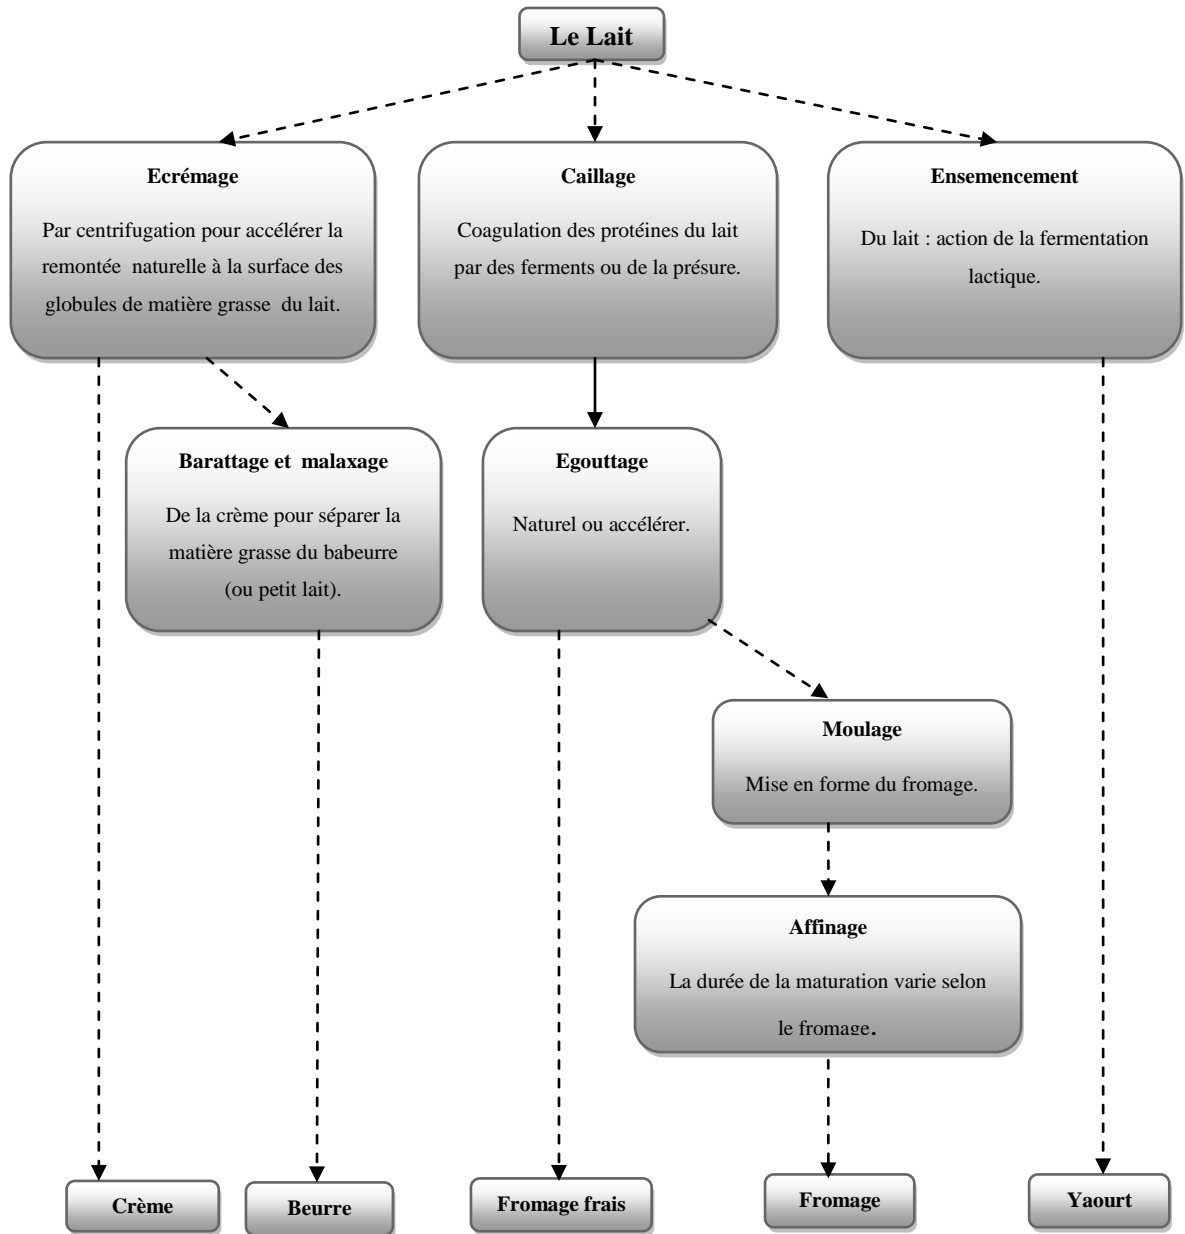 Le Lait
Ecrémage
Par centrifugation pour accélérer la
remontée naturelle à la surface des
globules de matière grasse du lait.
Caillage
Coagulation des protéines du lait
par des ferments ou de la présure.
Ensemencement
Du lait : action de la fermentation
lactique.
Barattage et malaxage
De la crème pour séparer la
matière grasse du babeurre
(ou petit lait).
Egouttage
Naturel ou accélérer.
Moulage
Mise en forme du fromage.
Affinage
La durée de la maturation varie selon
le fromage.
Crème
Beurre
Fromage frais
Fromage
Yaourt